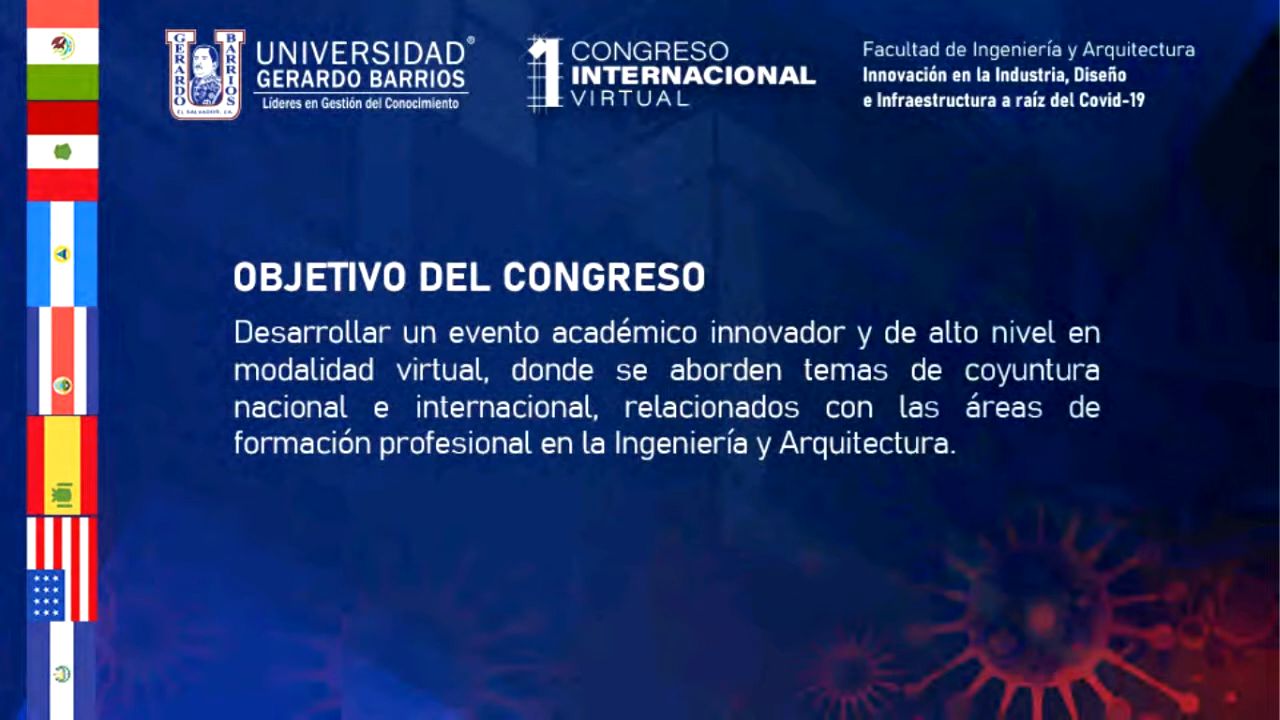 GERARDO
BARRIOS
EL SALVADOR, C.A.
UNIVERSIDAD®
GERARDO BARRIOS
Líderes en Gestión del Conocimiento
1 CONGRESO
INTERNACIONAL
VIRTUAL
Facultad de Ingeniería y Arquitectura
Innovación en la Industria, Diseño
e Infraestructura a raíz del Covid-19
OBJETIVO DEL CONGRESO
Desarrollar un evento académico innovador y de alto nivel en
modalidad virtual, donde se aborden temas de coyuntura
nacional e internacional, relacionados con las áreas de
formación profesional en la Ingeniería y Arquitectura.